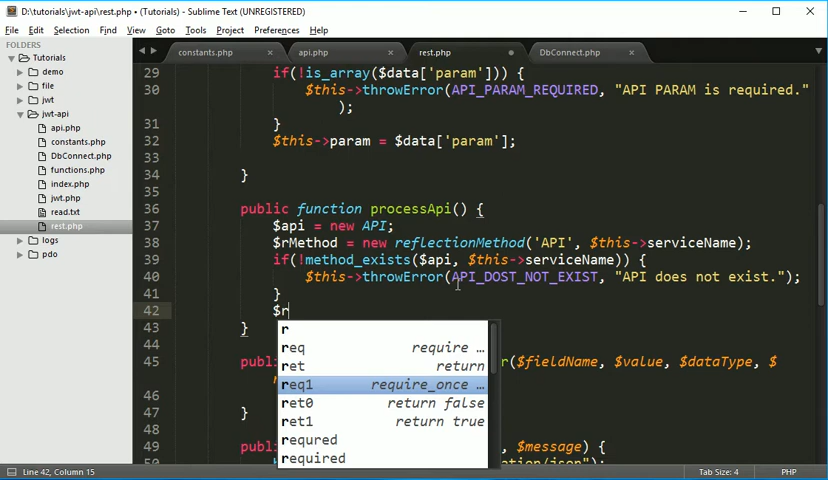 D:\tutorials\jwt-api\rest.php • (Tutorials) - Sublime Text (UNREGISTERED)
File Edit Selection Find View Goto Tools Project Preferences Help
FOLDERS
Tutorials
demo
file
jwt
jwt-api
api.php
constants.php
DbConnect.php
functions.php
index.php
jwt.php
read.txt
rest.php
logs
pdo
constants.php × api.php × rest.php • DbConnect.php ×
29 if(!is_array($data['param'])) {
30 $this->throwError(API_PARAM_REQUIRED, "API PARAM is required."
);
31 }
32 $this->param = $data['param'];
33
34 }
35
36 public function processApi() {
37 $api = new API;
38 $rMethod = new reflectionMethod('API', $this->serviceName);
39 if(!method_exists($api, $this->serviceName)) {
40 $this->throwError(API_DOST_NOT_EXIST, "API does not exist.");
41 }
42 $r
43 }
r
req require …
ret return
req1 require_once …
ret0 return false
ret1 return true
requred
required
45 r($fieldName, $value, $dataType, $
46
47 }
49 , $message) {
Line 42, Column 15 Tab Size: 4 PHP